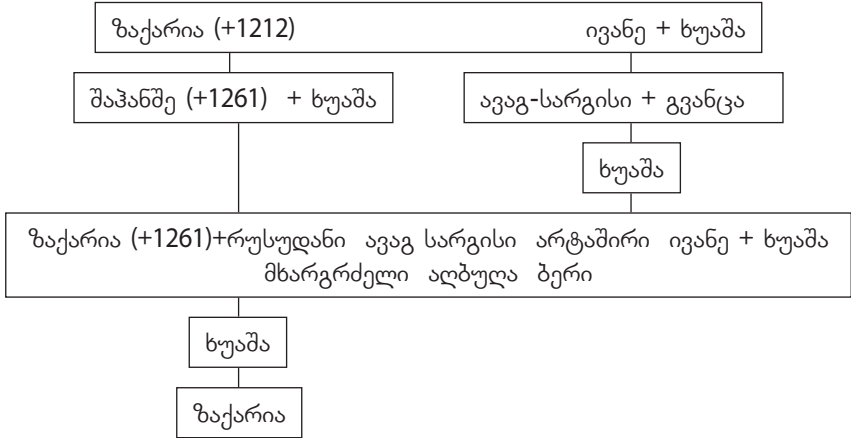 ზაქარია (+1212) ივანე + ხუაშა
შაჰანშე (+1261) + ხუაშა ავაგ-სარგისი + გვანცა
ხუაშა
ზაქარია (+1261)+რუსუდანი ავაგ სარგისი არტაშირი ივანე + ხუაშა
მხარგრძელი აღბუღა ბერი
ხუაშა
ზაქარია